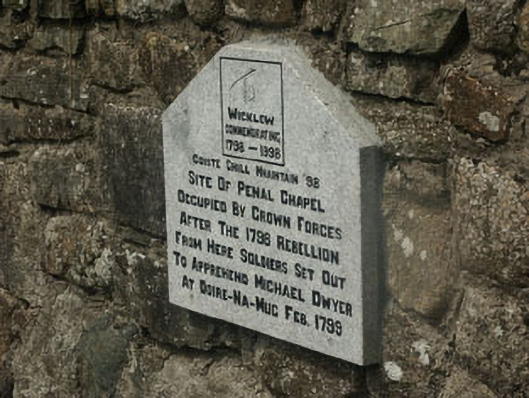 WICKLOW
COMMEMORATING
1798 — 1998
COISTE CHILL MHAINTAIN '98
SITE OF PENAL CHAPEL
OCCUPIED BY CROWN FORCES
AFTER THE 1798 REBELLION
FROM HERE SOLDIERS SET OUT
TO APPREHEND MICHAEL DWYER
AT DOIRE-NA-MUC FEB. 1799